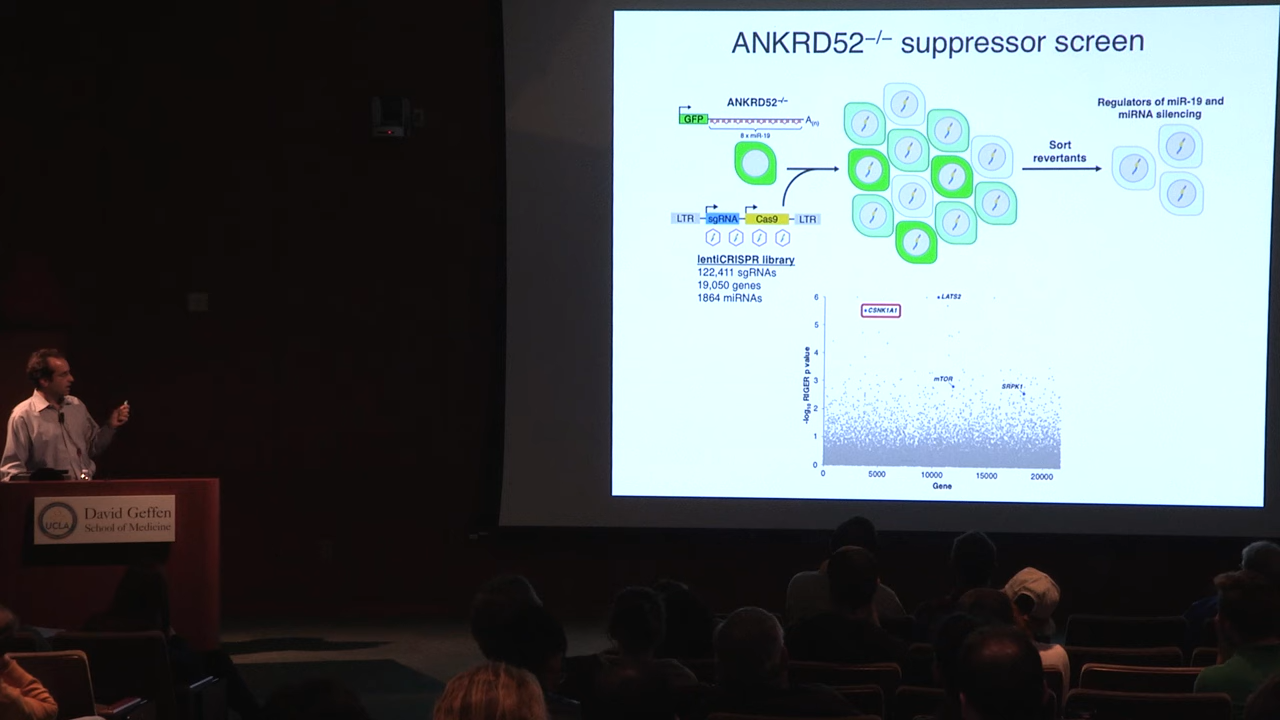 ANKRD52–/– suppressor screen
ANKRD52–/–
GFP
A(n)
8 x miR-19
LTR
sgRNA
Cas9
LTR
lentiCRISPR library
122,411 sgRNAs
19,050 genes
1864 miRNAs
Sort
revertants
Regulators of miR-19 and
miRNA silencing
-log10 RIGER p value
6
5
4
3
2
1
0
CSNK1A1
LATS2
mTOR
SRPK1
0
5000
10000
15000
20000
Gene
UCLA
David Geffen
School of Medicine